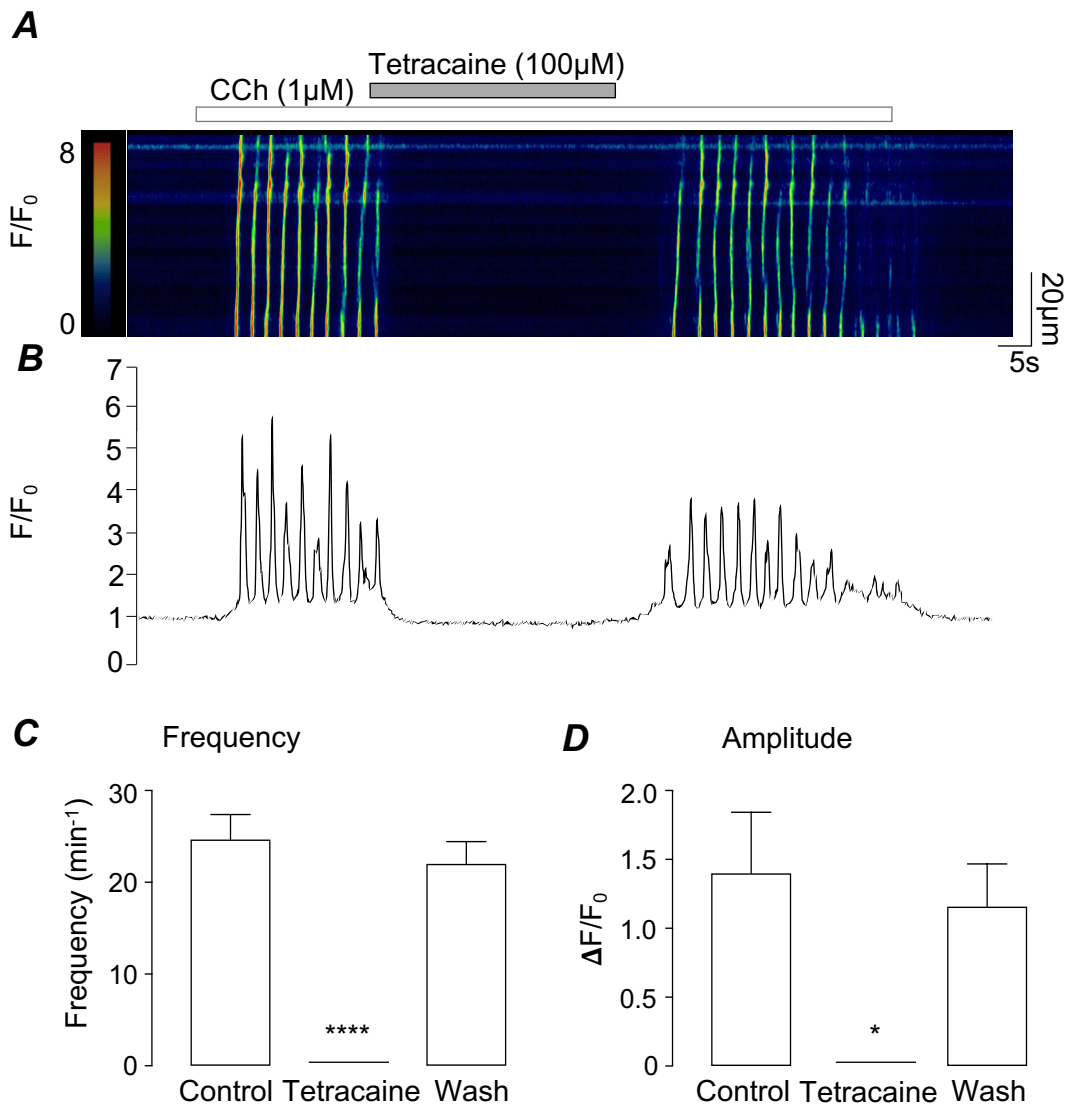 A
Tetracaine (100µM)
CCh (1µM)
8
F/F0
0
20µm
5s
B
7
6
5
4
3
2
1
0
F/F0
C
Frequency
30
20
10
0
Frequency (min-1)
****
Control Tetracaine Wash
D
Amplitude
2.0
1.5
1.0
0.5
0
ΔF/F0
*
Control Tetracaine Wash